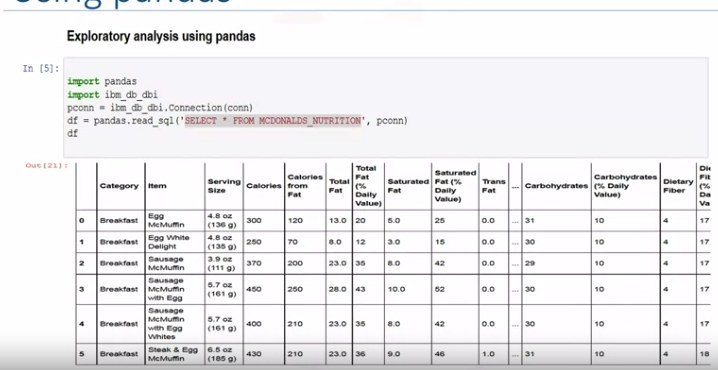 Using pandas
Exploratory analysis using pandas
In [5]:
import pandas
import ibm_db_dbi
pconn = ibm_db_dbi.Connection(conn)
df = pandas.read_sql('SELECT * FROM MCDONALDS_NUTRITION', pconn)
df
Out[21]:
Category Item Serving Size Calories Calories from Fat Total Fat Total Fat (% Daily Value) Saturated Fat Saturated Fat (% Daily Value) Trans Fat ... Carbohydrates Carbohydrates (% Daily Value) Dietary Fiber
0 Breakfast Egg McMuffin 4.8 oz (136 g) 300 120 13.0 20 5.0 25 0.0 ... 31 10 4 17
1 Breakfast Egg White Delight 4.8 oz (135 g) 250 70 8.0 12 3.0 15 0.0 ... 30 10 4 17
2 Breakfast Sausage McMuffin 3.9 oz (111 g) 370 200 23.0 35 8.0 42 0.0 ... 29 10 4 17
3 Breakfast Sausage McMuffin with Egg 5.7 oz (161 g) 450 250 28.0 43 10.0 52 0.0 ... 30 10 4 17
4 Breakfast Sausage McMuffin with Egg Whites 5.7 oz (161 g) 400 210 23.0 35 8.0 42 0.0 ... 30 10 4 17
5 Breakfast Steak & Egg McMuffin 6.5 oz (185 g) 430 210 23.0 36 9.0 46 1.0 ... 31 10 4 18